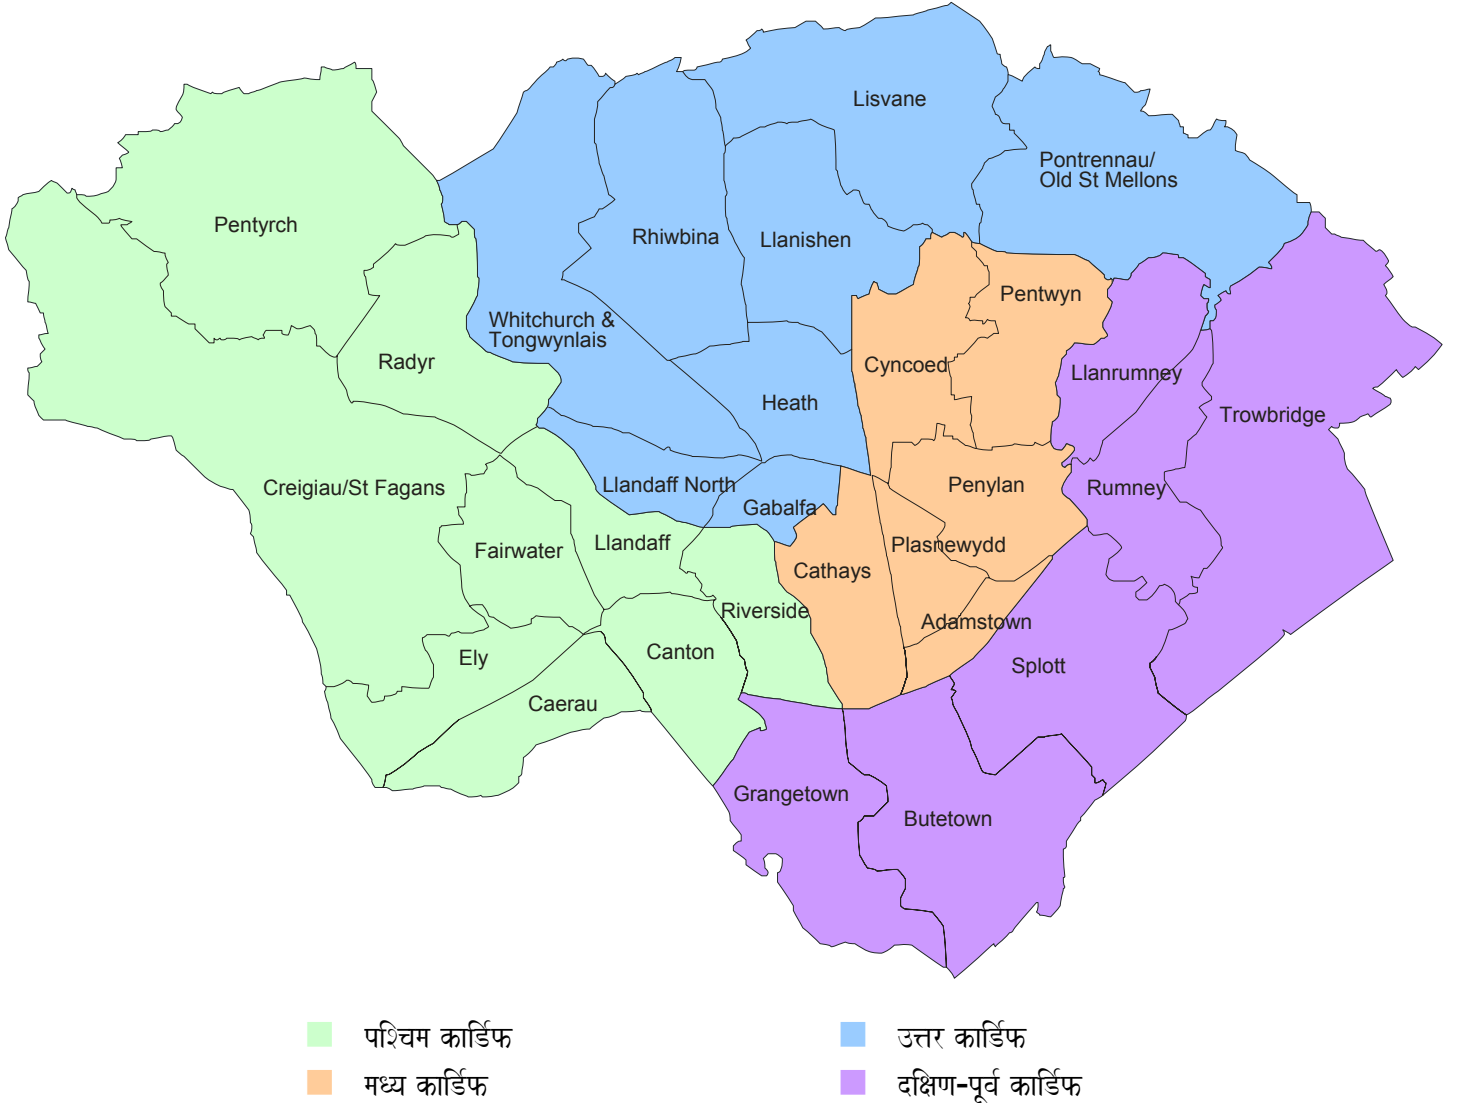 Lisvane
Pontrennau/
Old St Mellons
Pentyrch
Rhiwbina
Llanishen
Pentwyn
Whitchurch &
Tongwynlais
Radyr
Cyncoed
Llanrumney
Heath
Trowbridge
Creigiau/St Fagans
Llandaff North
Penylan
Rumney
Gabalfa
Fairwater
Llandaff
Plasnewydd
Cathays
Riverside
Adamstown
Ely
Canton
Splott
Caerau
Grangetown
Butetown
पश्चिम कार्डिफ
उत्तर कार्डिफ
मध्य कार्डिफ
दक्षिण-पूर्व कार्डिफ